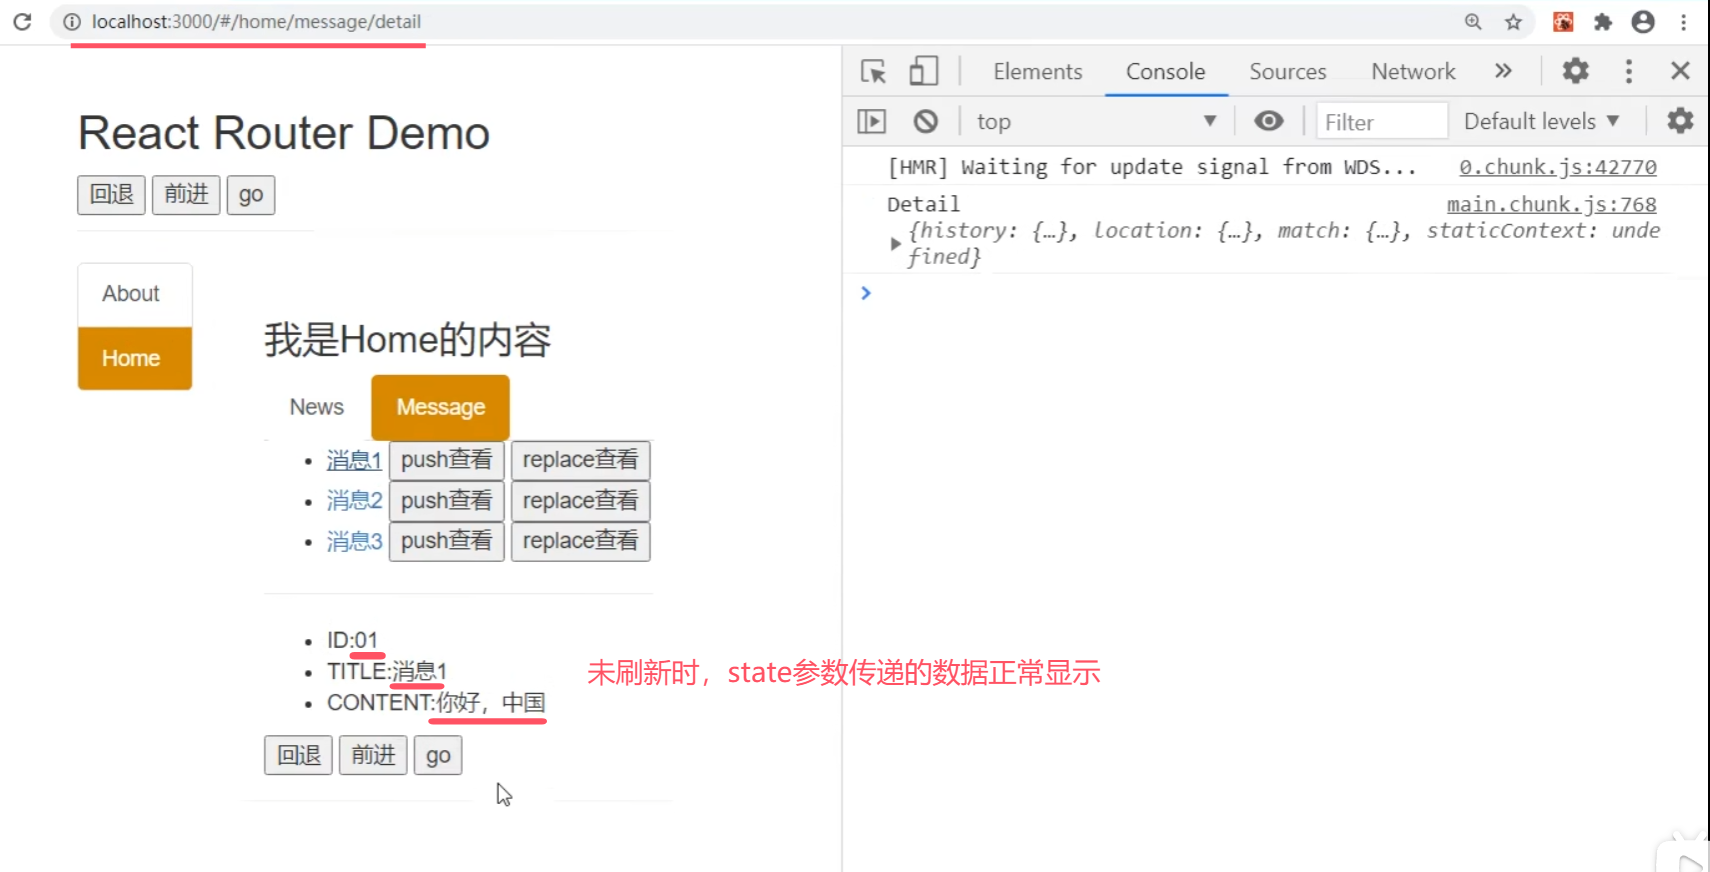 localhost:3000/#/home/message/detail
Elements Console Sources Network
top Filter Default levels
[HMR] Waiting for update signal from WDS... 0.chunk.js:42770
Detail main.chunk.js:768
{history: {…}, location: {…}, match: {…}, staticContext: unde
fined}
React Router Demo
回退 前进 go
About
Home
我是Home的内容
News Message
消息1 push查看 replace查看
消息2 push查看 replace查看
消息3 push查看 replace查看
ID:01
TITLE:消息1
CONTENT:你好，中国
未刷新时，state参数传递的数据正常显示
回退 前进 go